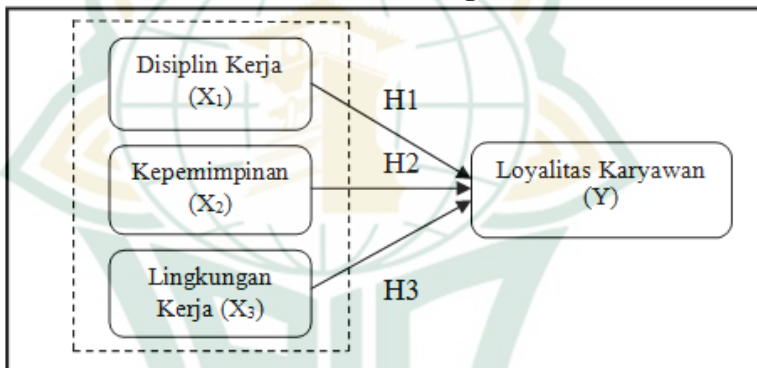 Disiplin Kerja
(X₁)
H1
Kepemimpinan
(X₂)
H2
Loyalitas Karyawan
(Y)
Lingkungan
Kerja (X₃)
H3